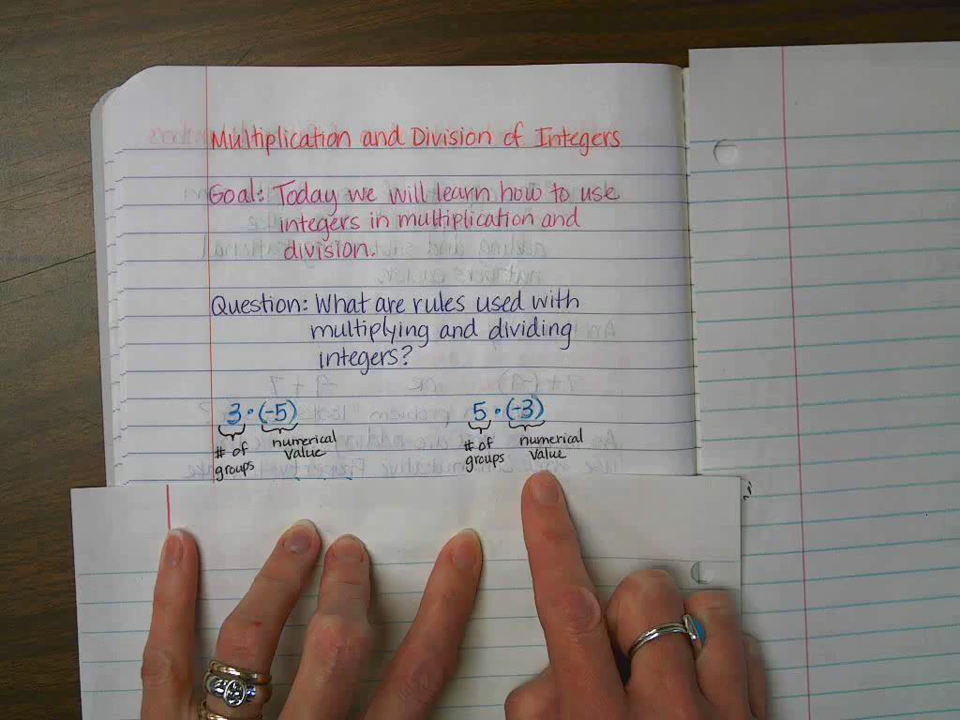 Multiplication and Division of Integers
Goal: Today we will learn how to use
integers in multiplication and
division.
Question: What are rules used with
multiplying and dividing
integers?
3 · (-5)
# of
groups
numerical
value
5 · (-3)
# of
groups
numerical
value